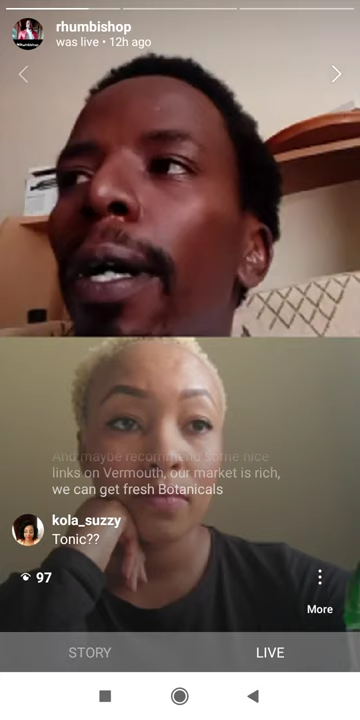 rhumbishop
was live • 12h ago
And maybe recommend some nice
links on Vermouth, our market is rich,
we can get fresh Botanicals
kola_suzzy
Tonic??
97
More
STORY
LIVE